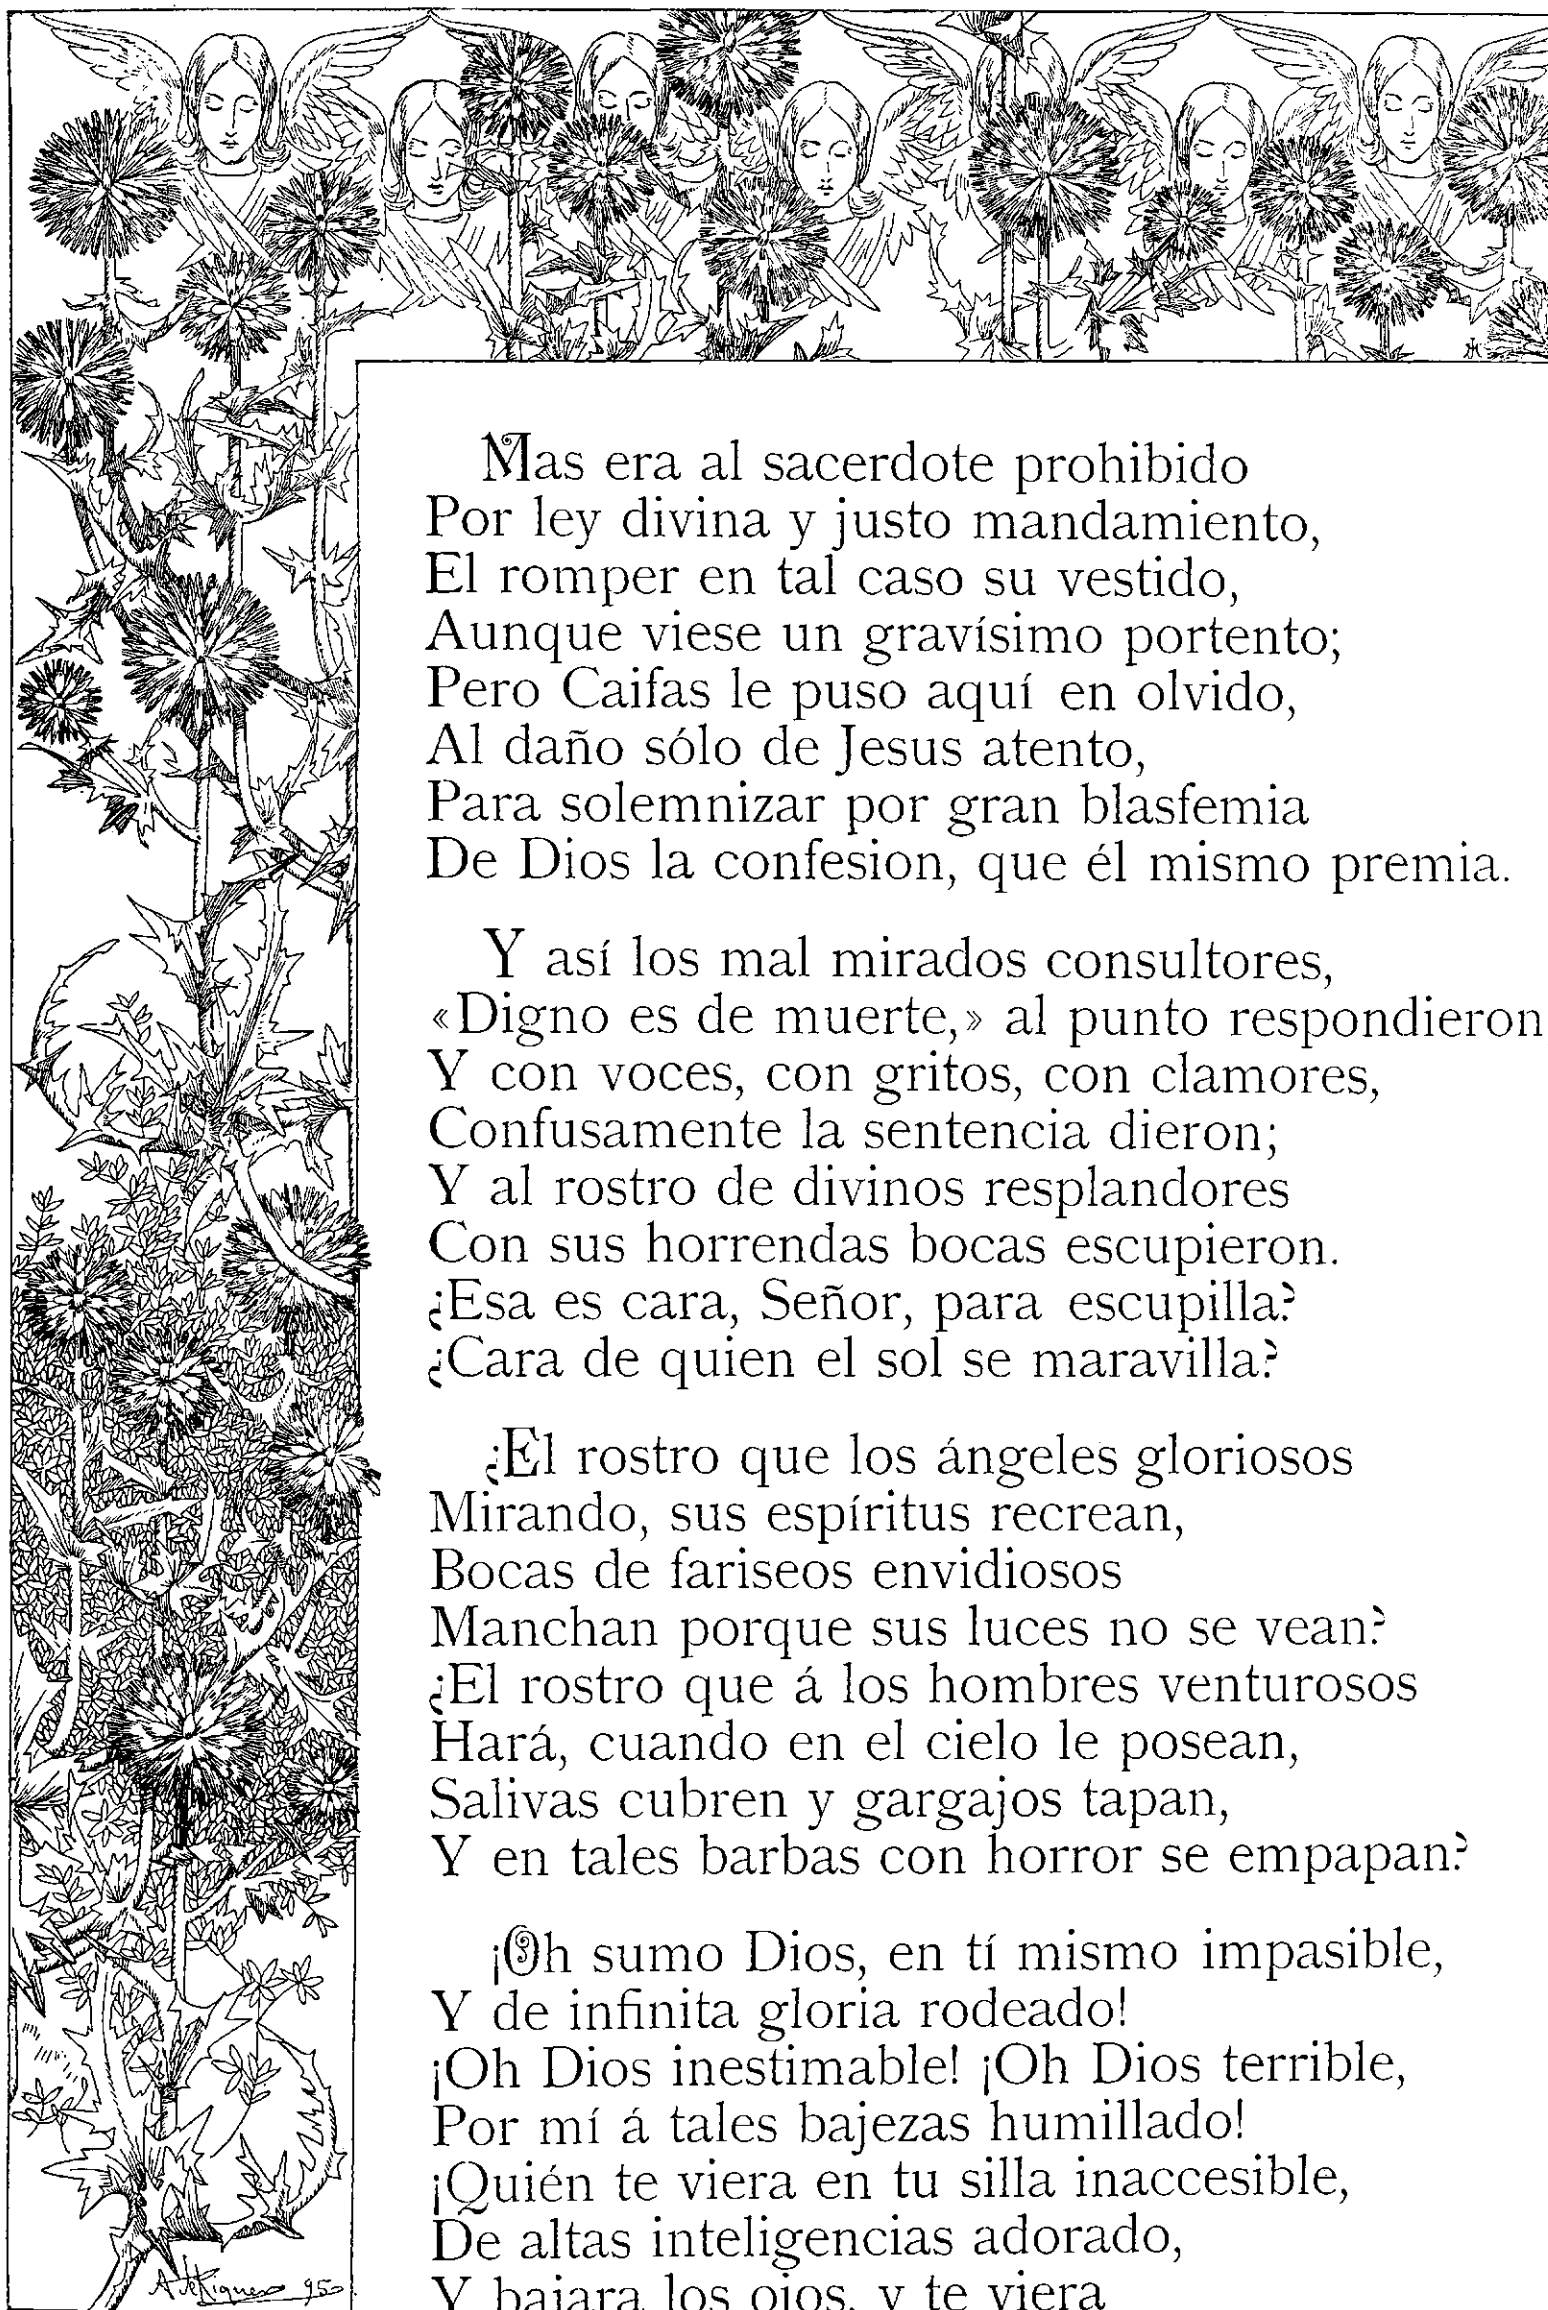 Mas era al sacerdote prohibido
Por ley divina y justo mandamiento,
El romper en tal caso su vestido,
Aunque viese un gravísimo portento;
Pero Caifas le puso aquí en olvido,
Al daño sólo de Jesus atento,
Para solemnizar por gran blasfemia
De Dios la confesion, que él mismo premia.
Y así los mal mirados consultores,
«Digno es de muerte,» al punto respondieron
Y con voces, con gritos, con clamores,
Confusamente la sentencia dieron;
Y al rostro de divinos resplandores
Con sus horrendas bocas escupieron.
¿Esa es cara, Señor, para escupilla?
¿Cara de quien el sol se maravilla?
¿El rostro que los ángeles gloriosos
Mirando, sus espíritus recrean,
Bocas de fariseos envidiosos
Manchan porque sus luces no se vean?
¿El rostro que á los hombres venturosos
Hará, cuando en el cielo le posean,
Salivas cubren y gargajos tapan,
Y en tales barbas con horror se empapan?
¡Oh sumo Dios, en tí mismo impasible,
Y de infinita gloria rodeado!
¡Oh Dios inestimable! ¡Oh Dios terrible,
Por mí á tales bajezas humillado!
¡Quién te viera en tu silla inaccesible,
De altas inteligencias adorado,
Y bajara los ojos, y te viera